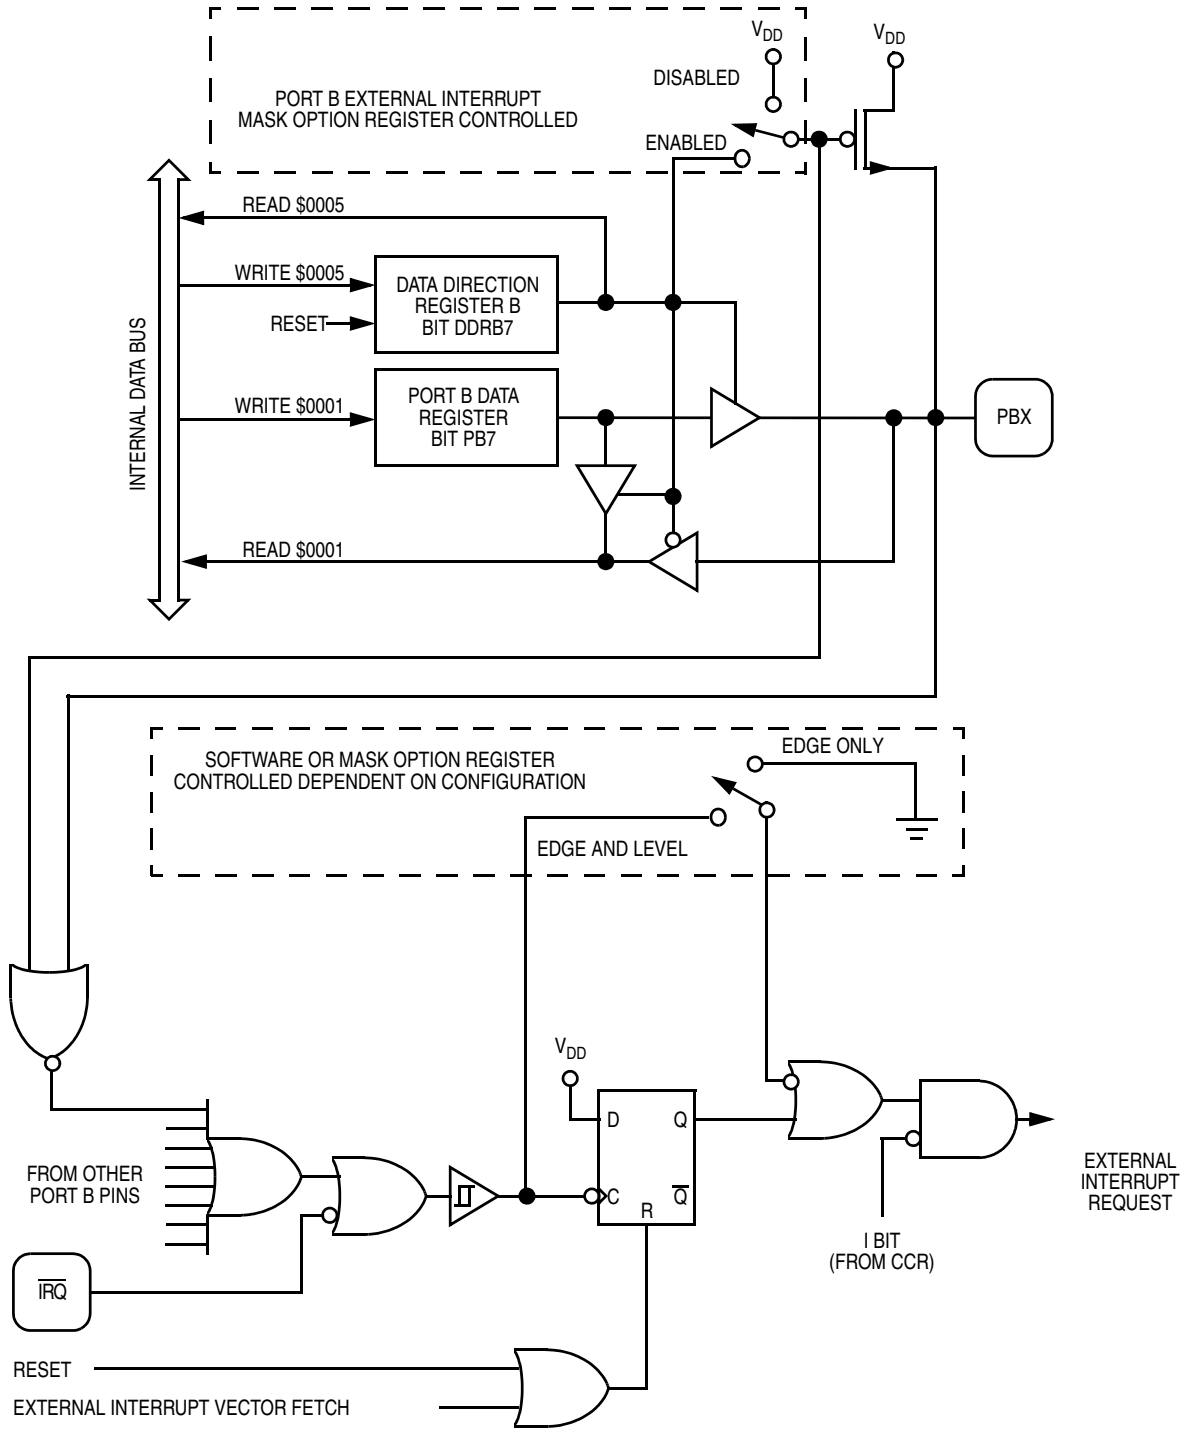 V_DD
V_DD
DISABLED
PORT B EXTERNAL INTERRUPT
MASK OPTION REGISTER CONTROLLED
ENABLED
READ $0005
WRITE $0005
DATA DIRECTION
REGISTER B
BIT DDRB7
RESET
INTERNAL DATA BUS
WRITE $0001
PORT B DATA
REGISTER
BIT PB7
PBX
READ $0001
EDGE ONLY
SOFTWARE OR MASK OPTION REGISTER
CONTROLLED DEPENDENT ON CONFIGURATION
EDGE AND LEVEL
V_DD
D
Q
C
Q̅
R
FROM OTHER
PORT B PINS
EXTERNAL
INTERRUPT
REQUEST
I BIT
(FROM CCR)
I̅R̅Q̅
RESET
EXTERNAL INTERRUPT VECTOR FETCH